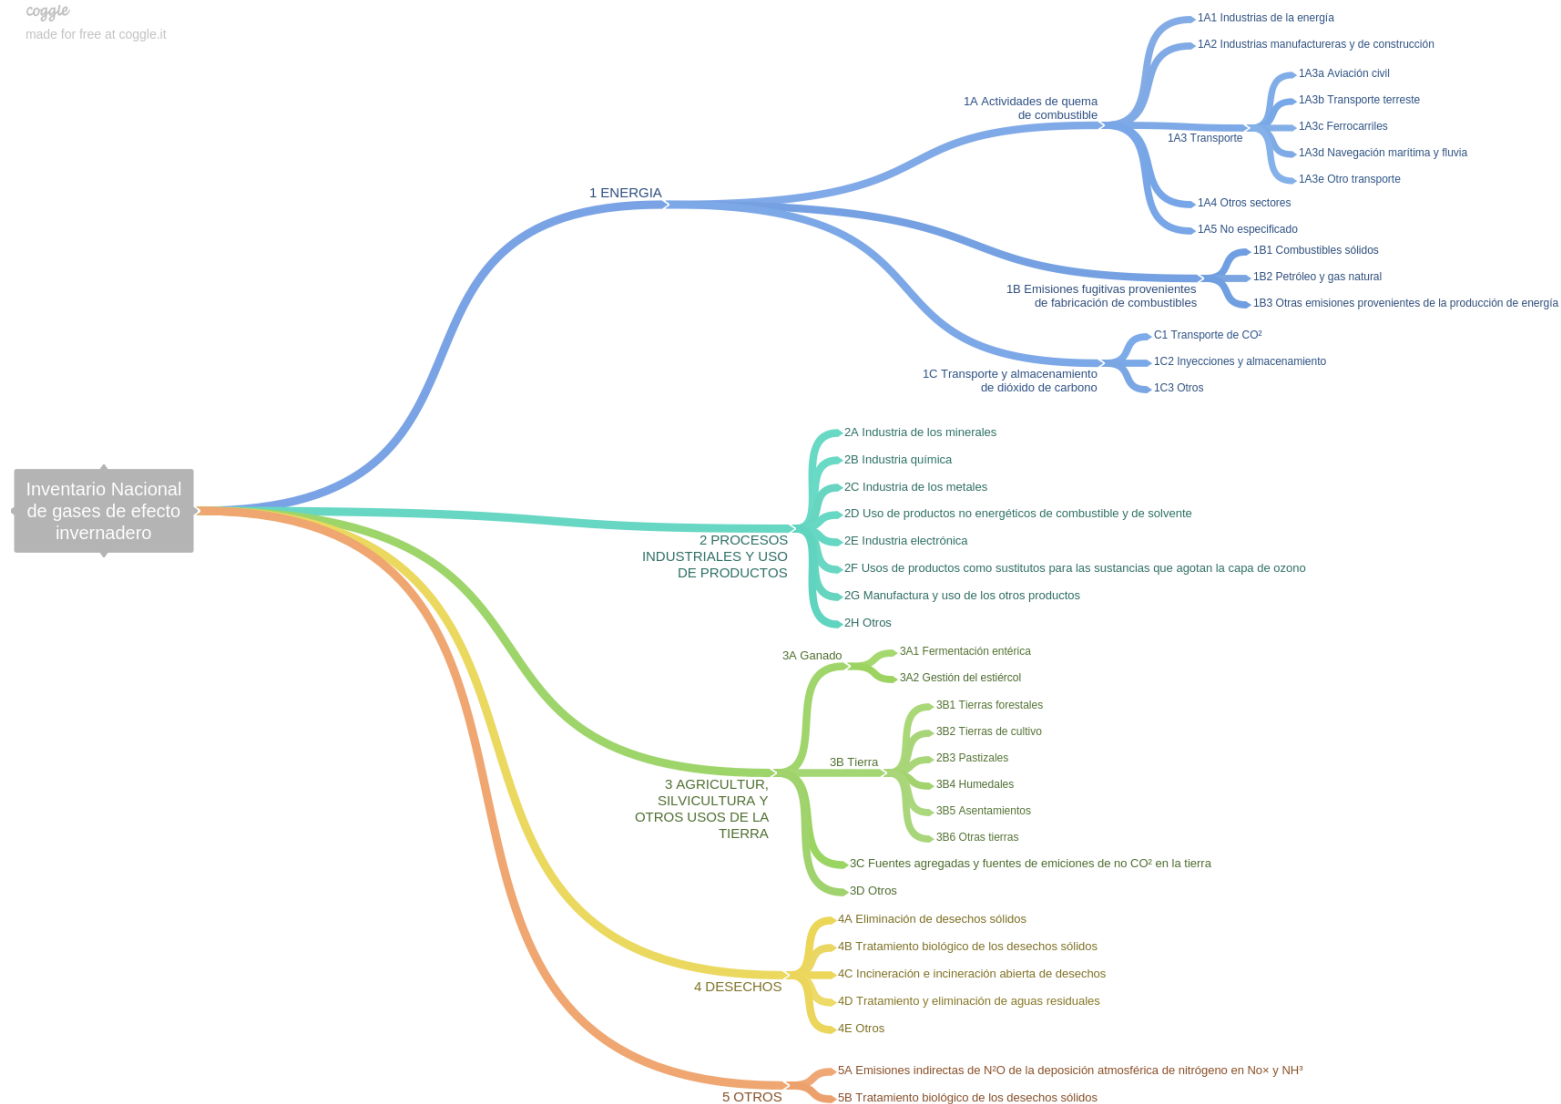 coggle
made for free at coggle.it
Inventario Nacional
de gases de efecto
invernadero
1 ENERGIA
1A Actividades de quema
de combustible
1A1 Industrias de la energía
1A2 Industrias manufactureras y de construcción
1A3 Transporte
1A3a Aviación civil
1A3b Transporte terreste
1A3c Ferrocarriles
1A3d Navegación marítima y fluvia
1A3e Otro transporte
1A4 Otros sectores
1A5 No especificado
1B Emisiones fugitivas provenientes
de fabricación de combustibles
1B1 Combustibles sólidos
1B2 Petróleo y gas natural
1B3 Otras emisiones provenientes de la producción de energía
1C Transporte y almacenamiento
de dióxido de carbono
C1 Transporte de CO²
1C2 Inyecciones y almacenamiento
1C3 Otros
2 PROCESOS
INDUSTRIALES Y USO
DE PRODUCTOS
2A Industria de los minerales
2B Industria química
2C Industria de los metales
2D Uso de productos no energéticos de combustible y de solvente
2E Industria electrónica
2F Usos de productos como sustitutos para las sustancias que agotan la capa de ozono
2G Manufactura y uso de los otros productos
2H Otros
3 AGRICULTUR,
SILVICULTURA Y
OTROS USOS DE LA
TIERRA
3A Ganado
3A1 Fermentación entérica
3A2 Gestión del estiércol
3B Tierra
3B1 Tierras forestales
3B2 Tierras de cultivo
2B3 Pastizales
3B4 Humedales
3B5 Asentamientos
3B6 Otras tierras
3C Fuentes agregadas y fuentes de emiciones de no CO² en la tierra
3D Otros
4 DESECHOS
4A Eliminación de desechos sólidos
4B Tratamiento biológico de los desechos sólidos
4C Incineración e incineración abierta de desechos
4D Tratamiento y eliminación de aguas residuales
4E Otros
5 OTROS
5A Emisiones indirectas de N²O de la deposición atmosférica de nitrógeno en No× y NH³
5B Tratamiento biológico de los desechos sólidos